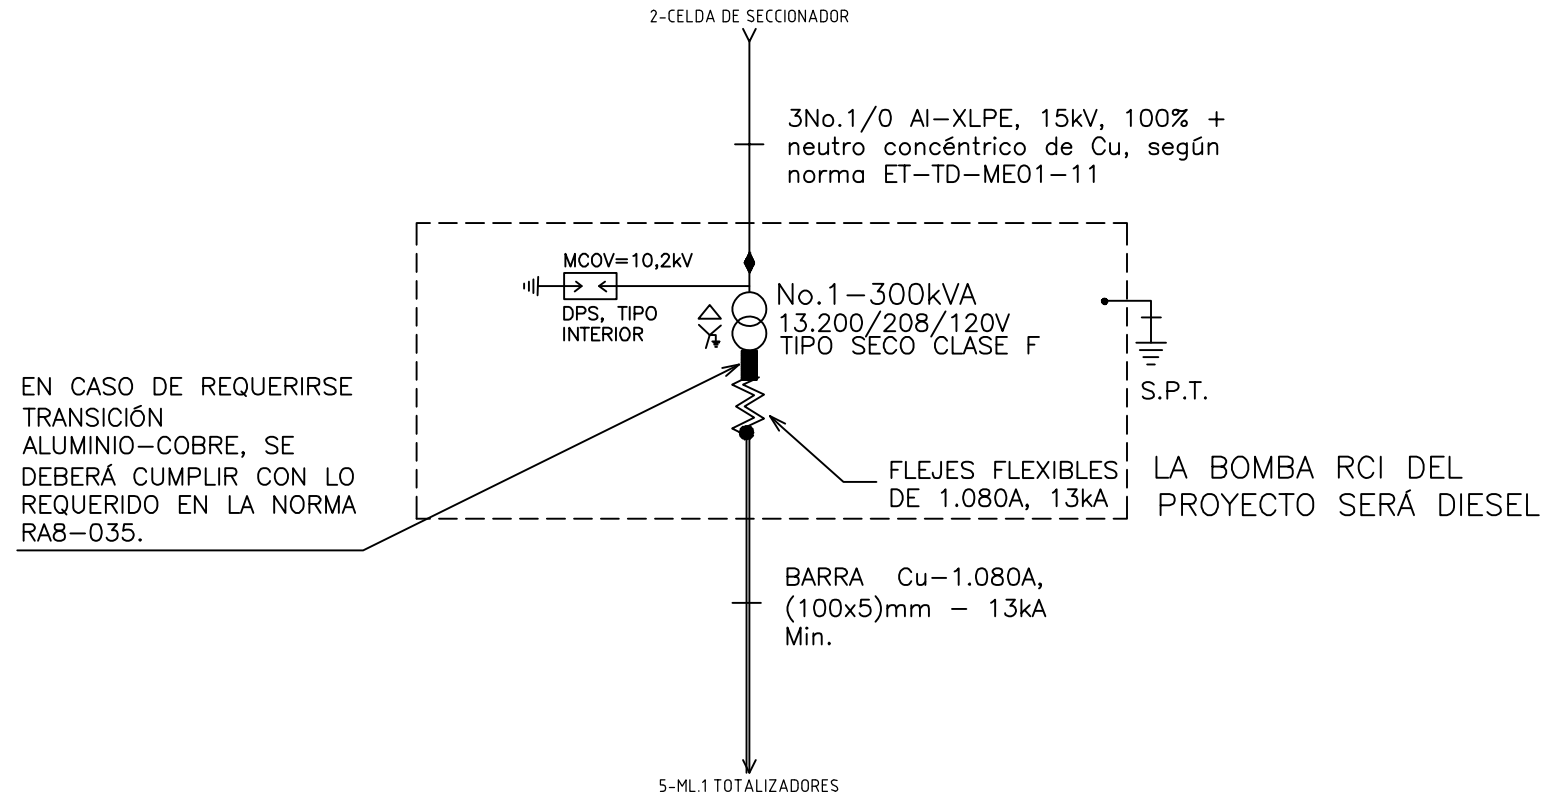 2-CELDA DE SECCIONADOR
3No.1/0 Al-XLPE, 15kV, 100% +
neutro concéntrico de Cu, según
norma ET-TD-ME01-11
MCOV=10,2kV
DPS, TIPO
INTERIOR
No.1-300kVA
13.200/208/120V
TIPO SECO CLASE F
S.P.T.
EN CASO DE REQUERIRSE
TRANSICIÓN
ALUMINIO-COBRE, SE
DEBERÁ CUMPLIR CON LO
REQUERIDO EN LA NORMA
RA8-035.
FLEJES FLEXIBLES
DE 1.080A, 13kA
LA BOMBA RCI DEL
PROYECTO SERÁ DIESEL
BARRA Cu-1.080A,
(100x5)mm - 13kA
Min.
5-ML.1 TOTALIZADORES